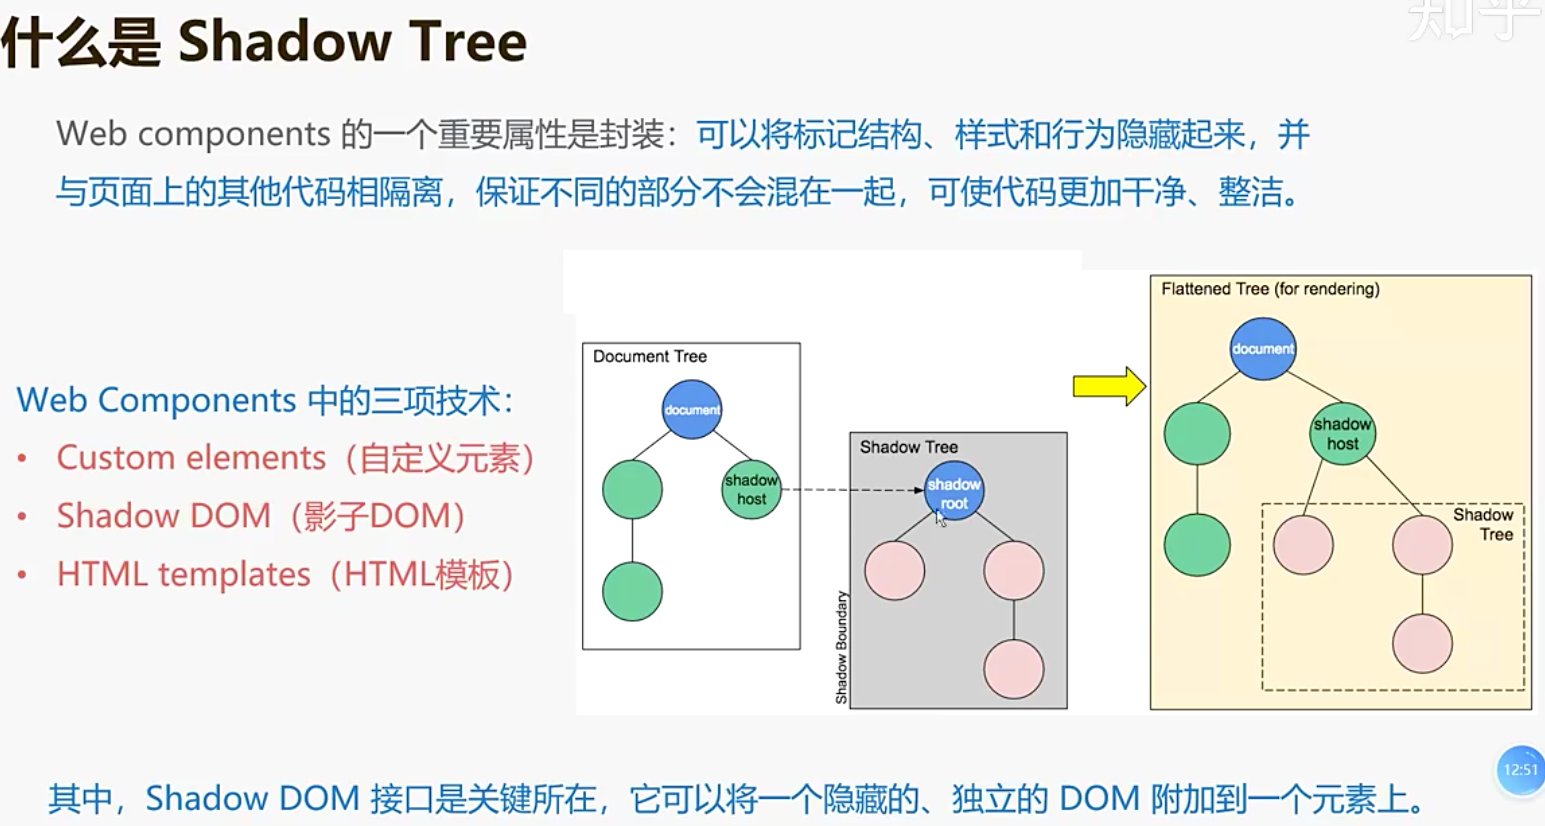 知乎
什么是 Shadow Tree
Web components 的一个重要属性是封装：可以将标记结构、样式和行为隐藏起来，并
与页面上的其他代码相隔离，保证不同的部分不会混在一起，可使代码更加干净、整洁。
Web Components 中的三项技术：
• Custom elements（自定义元素）
• Shadow DOM（影子DOM）
• HTML templates（HTML模板）
Document Tree
document
shadow
host
Shadow Tree
shadow
root
Shadow Boundary
Flattened Tree (for rendering)
document
shadow
host
Shadow
Tree
12:51
其中，Shadow DOM 接口是关键所在，它可以将一个隐藏的、独立的 DOM 附加到一个元素上。